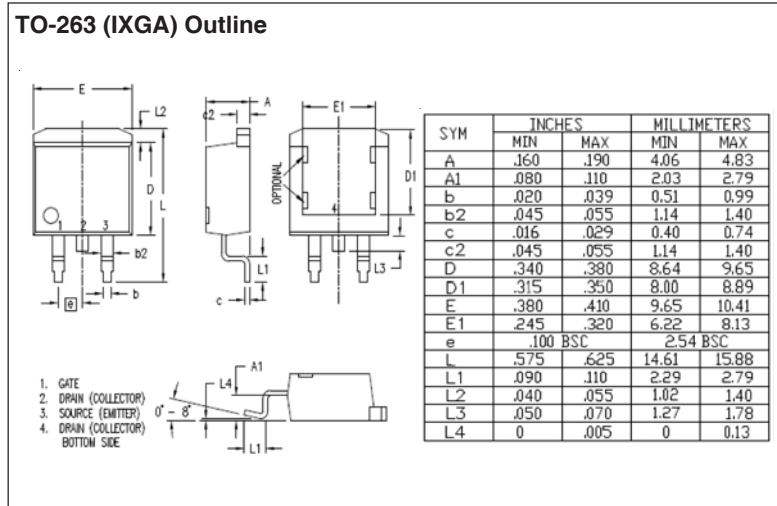 TO-263 (IXGA) Outline
E
L2
D
L
1 2 3
b2
e
b
A
c2
L1
c
E1
OPTIONAL
D1
4
L3
A1
L4
0° - 8°
L1
1. GATE
2. DRAIN (COLLECTOR)
3. SOURCE (EMITTER)
4. DRAIN (COLLECTOR)
BOTTOM SIDE
SYM INCHES MILLIMETERS
MIN MAX MIN MAX
A .160 .190 4.06 4.83
A1 .080 .110 2.03 2.79
b .020 .039 0.51 0.99
b2 .045 .055 1.14 1.40
c .016 .029 0.40 0.74
c2 .045 .055 1.14 1.40
D .340 .380 8.64 9.65
D1 .315 .350 8.00 8.89
E .380 .410 9.65 10.41
E1 .245 .320 6.22 8.13
e .100 BSC 2.54 BSC
L .575 .625 14.61 15.88
L1 .090 .110 2.29 2.79
L2 .040 .055 1.02 1.40
L3 .050 .070 1.27 1.78
L4 0 .005 0 0.13